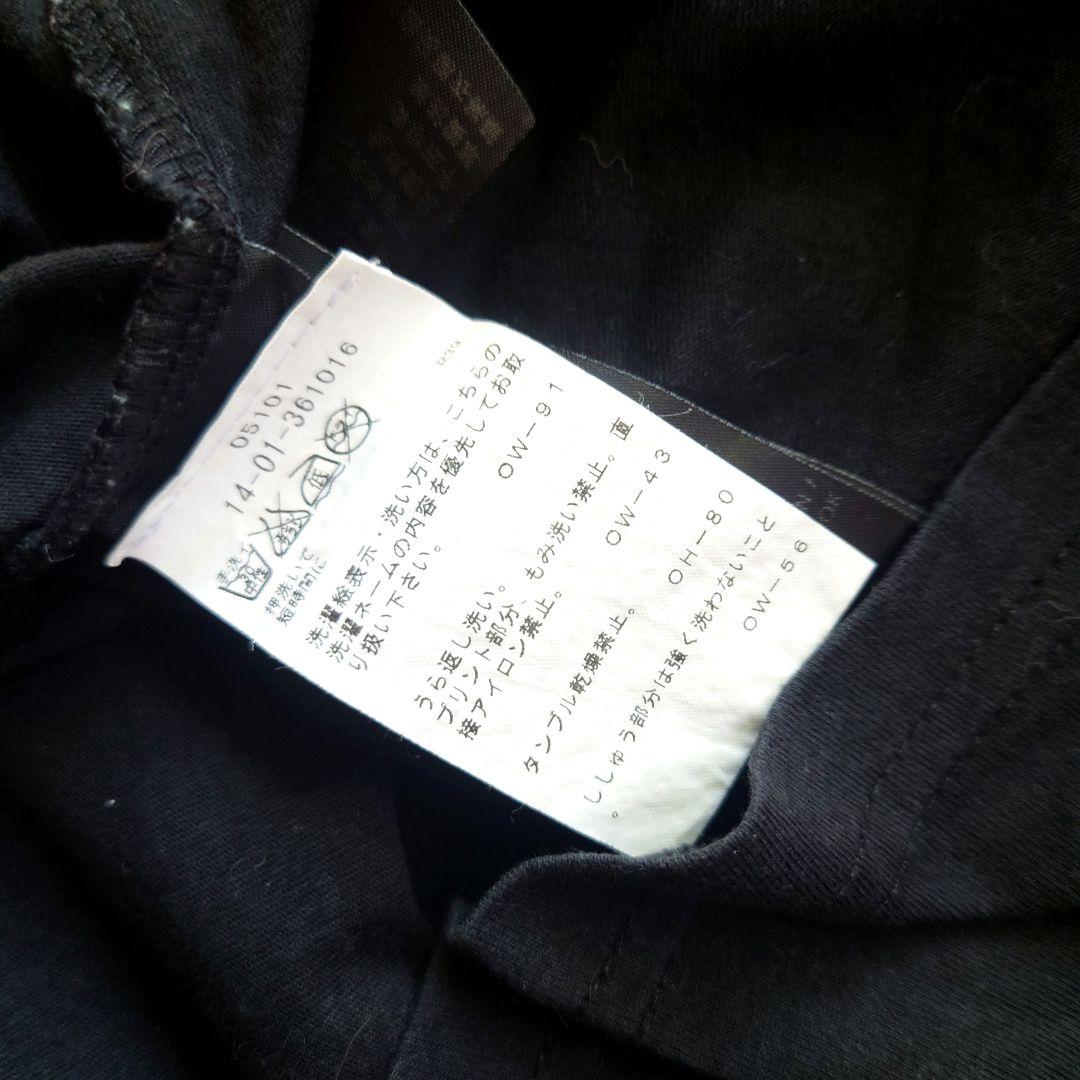 05101
14-01-361016
R99
手洗イ
30
中性
低
押洗いで
短時間に
洗濯絵表示・洗い方は、こちらの
洗濯ネームの内容を優先してお取
り扱い下さい。
OW-91
うら返し洗い。
プリント部分、もみ洗い禁止。直
接アイロン禁止。
OW-43
タンブル乾燥禁止。
OH-80
ししゅう部分は強く洗わないこと
。
OW-56